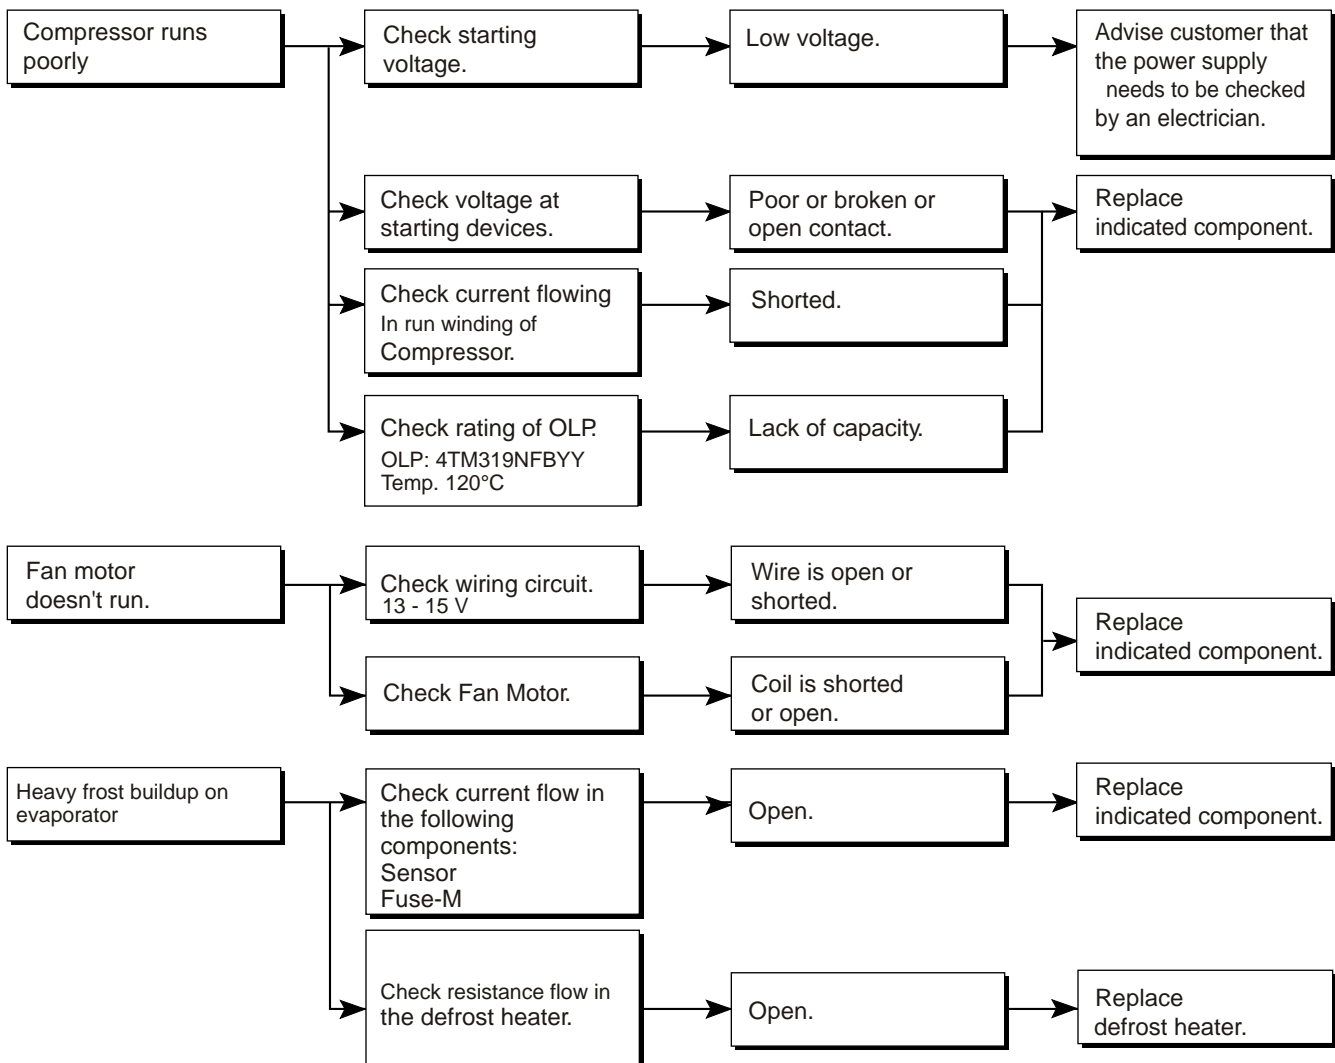 Compressor runs
poorly
Check starting
voltage.
Low voltage.
Advise customer that
the power supply
needs to be checked
by an electrician.
Check voltage at
starting devices.
Poor or broken or
open contact.
Replace
indicated component.
Check current flowing
In run winding of
Compressor.
Shorted.
Check rating of OLP.
OLP: 4TM319NFBYY
Temp. 120°C
Lack of capacity.
Fan motor
doesn't run.
Check wiring circuit.
13 - 15 V
Wire is open or
shorted.
Replace
indicated component.
Check Fan Motor.
Coil is shorted
or open.
Heavy frost buildup on
evaporator
Check current flow in
the following
components:
Sensor
Fuse-M
Open.
Replace
indicated component.
Check resistance flow in
the defrost heater.
Open.
Replace
defrost heater.